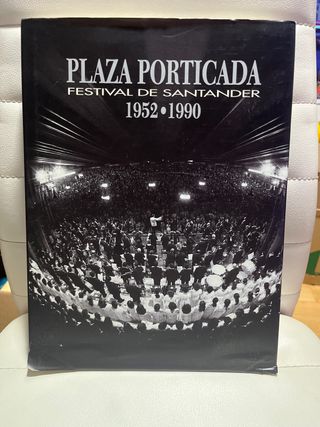 PLAZA PORTICADA
FESTIVAL DE SANTANDER
1952•1990